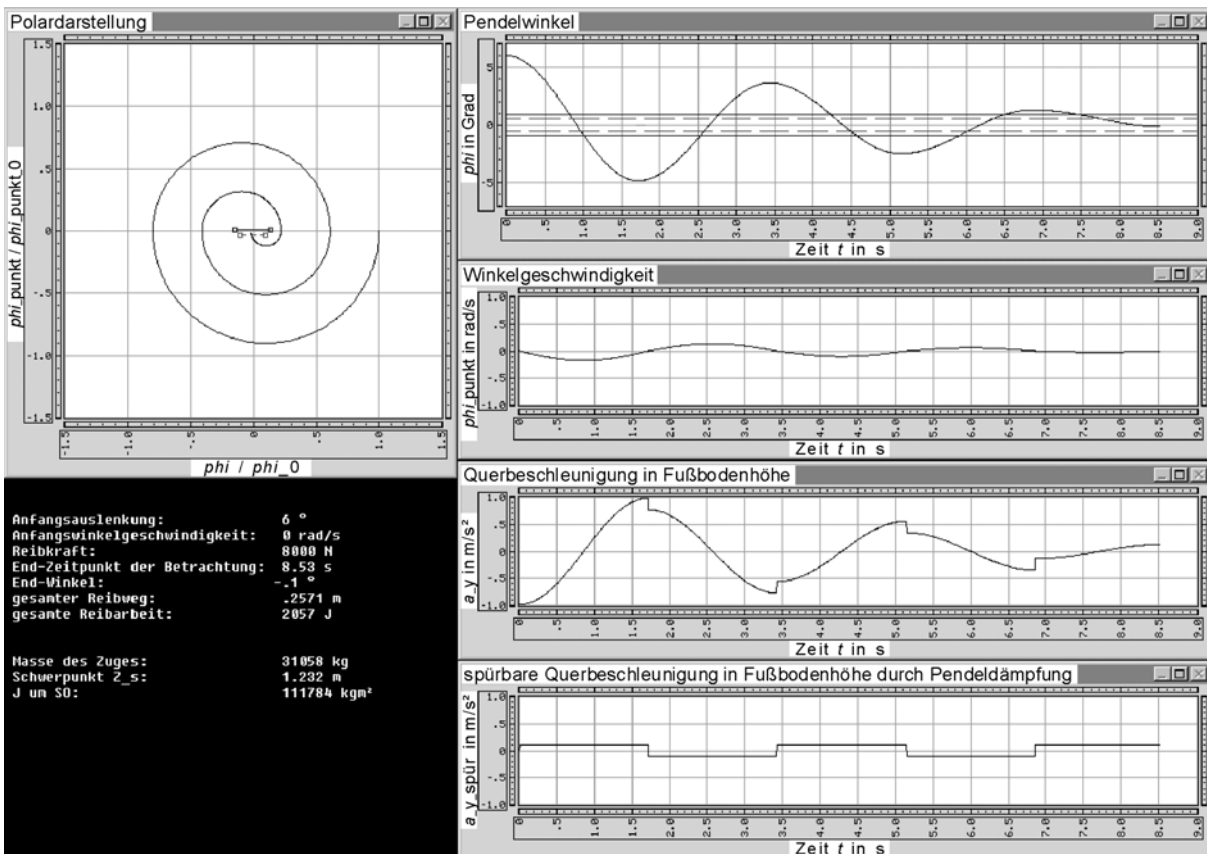 Polardarstellung
phi_punkt / phi_punkt_0
1.5
1.0
.5
0
-.5
-1.0
-1.5
-1.5
-1.0
-.5
0
.5
1.0
1.5
phi / phi_0
Anfangsauslenkung: 6 °
Anfangswinkelgeschwindigkeit: 0 rad/s
Reibkraft: 8000 N
End-Zeitpunkt der Betrachtung: 8.53 s
End-Winkel: -.1 °
gesamter Reibweg: .2571 m
gesamte Reibarbeit: 2057 J
Masse des Zuges: 31058 kg
Schwerpunkt Z_s: 1.232 m
J um SO: 111784 kgm²
Pendelwinkel
phi in Grad
5
0
-5
0 .5 1.0 1.5 2.0 2.5 3.0 3.5 4.0 4.5 5.0 5.5 6.0 6.5 7.0 7.5 8.0 8.5 9.0
Zeit t in s
Winkelgeschwindigkeit
phi_punkt in rad/s
1.0
.5
0
-.5
-1.0
0 .5 1.0 1.5 2.0 2.5 3.0 3.5 4.0 4.5 5.0 5.5 6.0 6.5 7.0 7.5 8.0 8.5 9.0
Zeit t in s
Querbeschleunigung in Fußbodenhöhe
a_y in m/s²
1.0
.5
0
-.5
-1.0
0 .5 1.0 1.5 2.0 2.5 3.0 3.5 4.0 4.5 5.0 5.5 6.0 6.5 7.0 7.5 8.0 8.5 9.0
Zeit t in s
spürbare Querbeschleunigung in Fußbodenhöhe durch Pendeldämpfung
a_y_spür in m/s²
1.0
.5
0
-.5
-1.0
0 .5 1.0 1.5 2.0 2.5 3.0 3.5 4.0 4.5 5.0 5.5 6.0 6.5 7.0 7.5 8.0 8.5 9.0
Zeit t in s